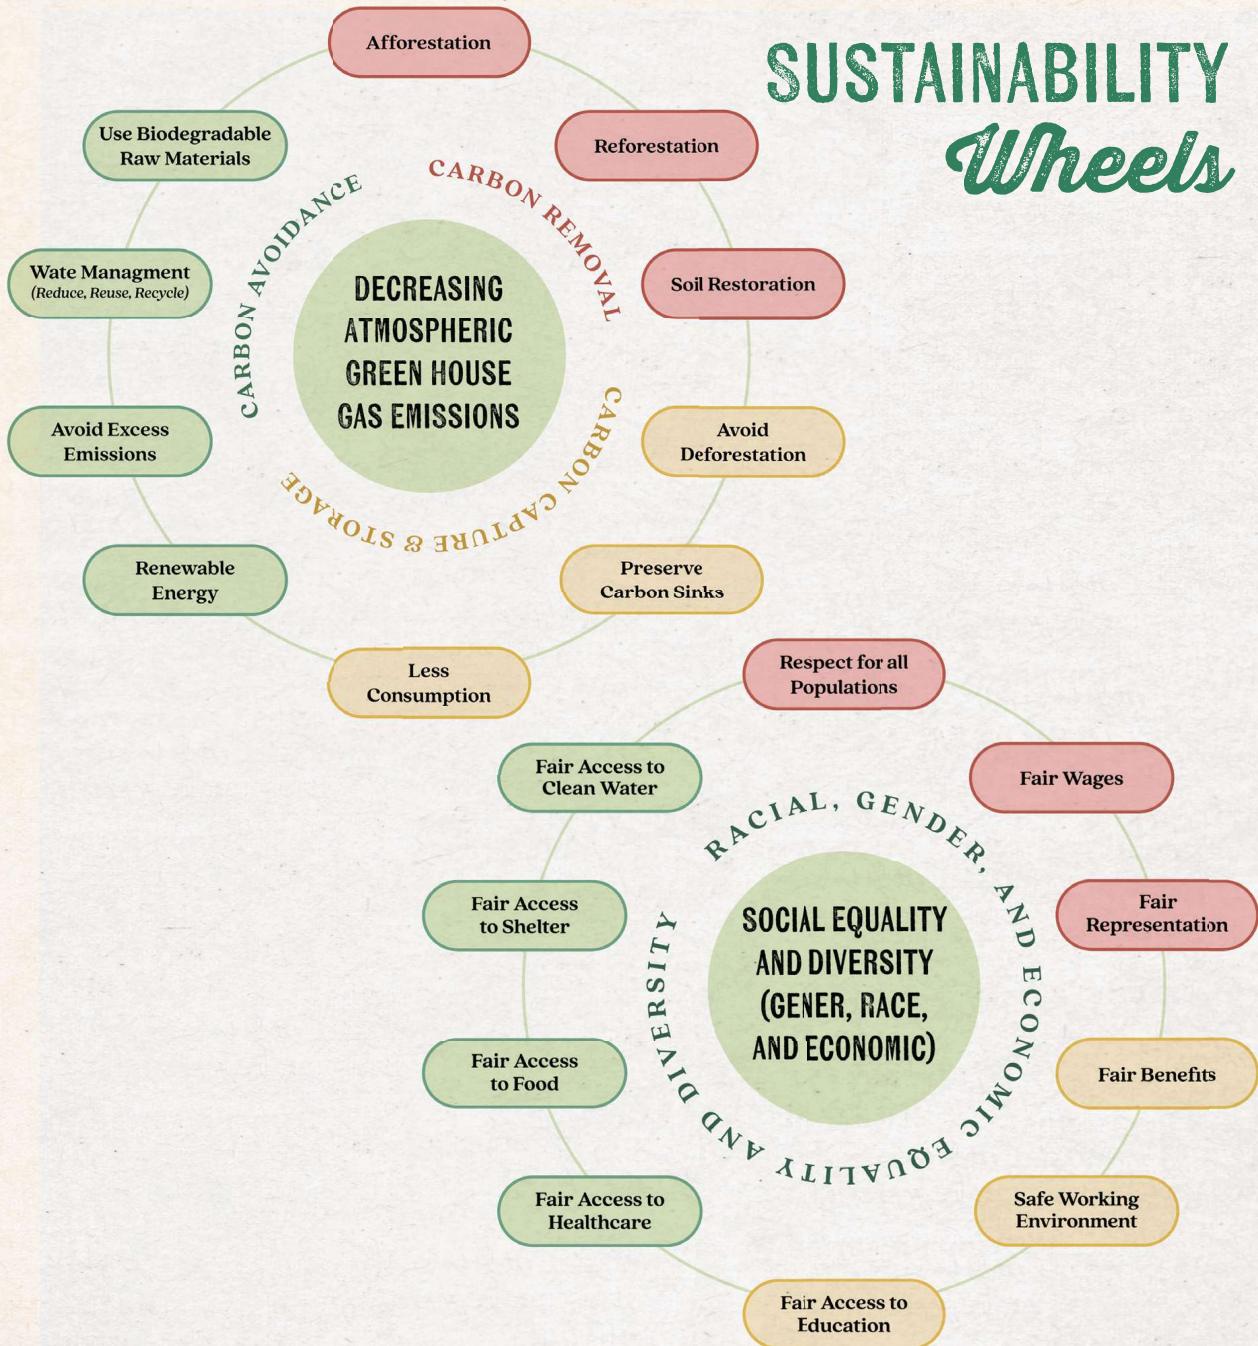 SUSTAINABILITY
Wheels
Afforestation
Reforestation
Soil Restoration
Avoid
Deforestation
Preserve
Carbon Sinks
Less
Consumption
Renewable
Energy
Avoid Excess
Emissions
Wate Managment
(Reduce, Reuse, Recycle)
Use Biodegradable
Raw Materials
CARBON AVOIDANCE
CARBON REMOVAL
CARBON CAPTURE & STORAGE
DECREASING
ATMOSPHERIC
GREEN HOUSE
GAS EMISSIONS
Respect for all
Populations
Fair Wages
Fair
Representation
Fair Benefits
Safe Working
Environment
Fair Access to
Education
Fair Access to
Healthcare
Fair Access
to Food
Fair Access
to Shelter
Fair Access to
Clean Water
RACIAL, GENDER, AND ECONOMIC EQUALITY AND DIVERSITY
SOCIAL EQUALITY
AND DIVERSITY
(GENER, RACE,
AND ECONOMIC)